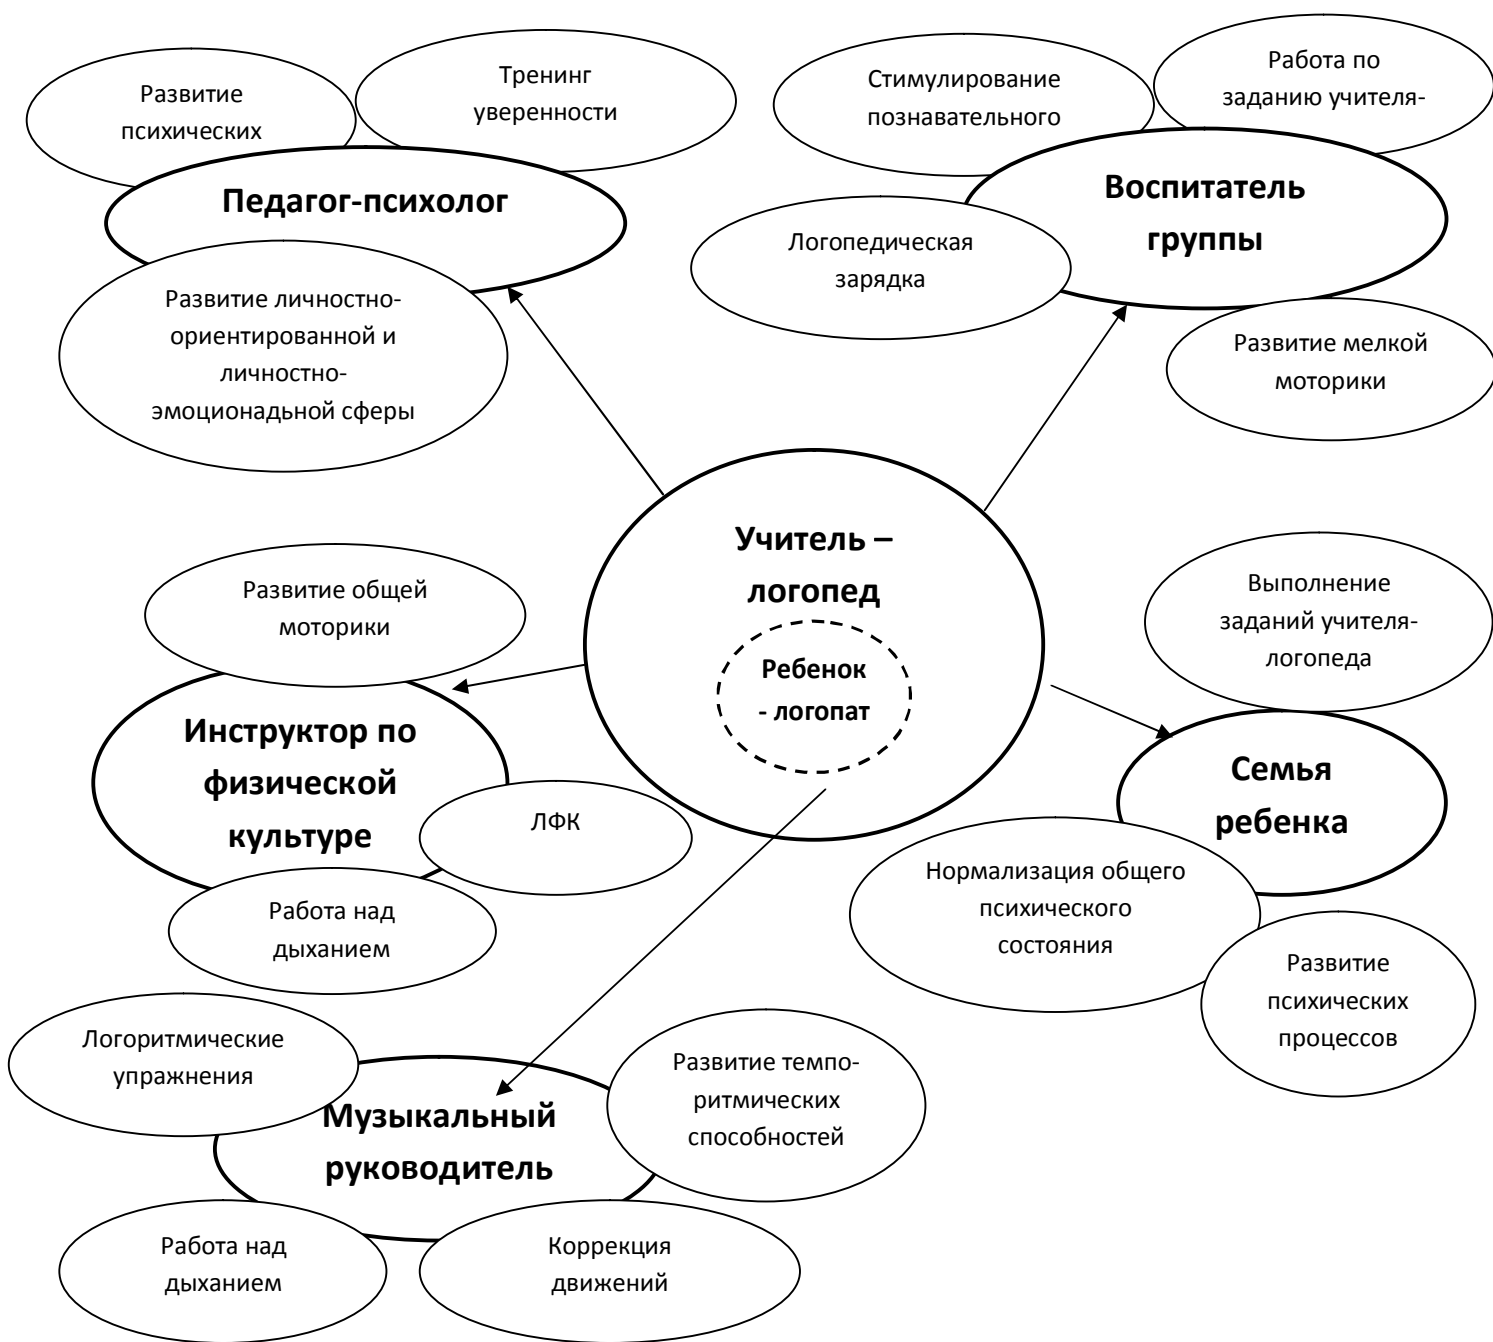 Развитие
психических
Тренинг
уверенности
Педагог-психолог
Развитие личностно-
ориентированной и
личностно-
эмоциональной сферы
Стимулирование
познавательного
Работа по
заданию учителя-
Воспитатель
группы
Логопедическая
зарядка
Развитие мелкой
моторики
Учитель –
логопед
Ребенок
- логопат
Развитие общей
моторики
Инструктор по
физической
культуре
ЛФК
Работа над
дыханием
Выполнение
заданий учителя-
логопеда
Семья
ребенка
Нормализация общего
психического
состояния
Развитие
психических
процессов
Логоритмические
упражнения
Музыкальный
руководитель
Развитие темпо-
ритмических
способностей
Работа над
дыханием
Коррекция
движений